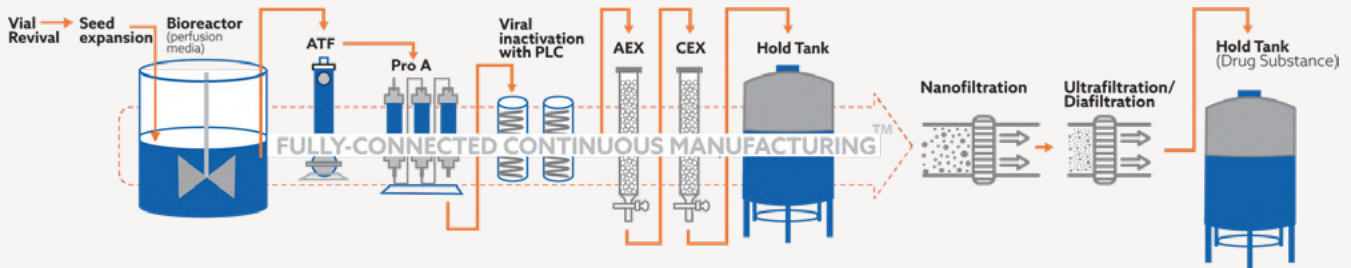 Vial
Revival
Seed
expansion
Bioreactor
(perfusion
media)
ATF
Pro A
Viral
inactivation
with PLC
AEX
CEX
Hold Tank
FULLY-CONNECTED CONTINUOUS MANUFACTURING™
Nanofiltration
Ultrafiltration/
Diafiltration
Hold Tank
(Drug Substance)